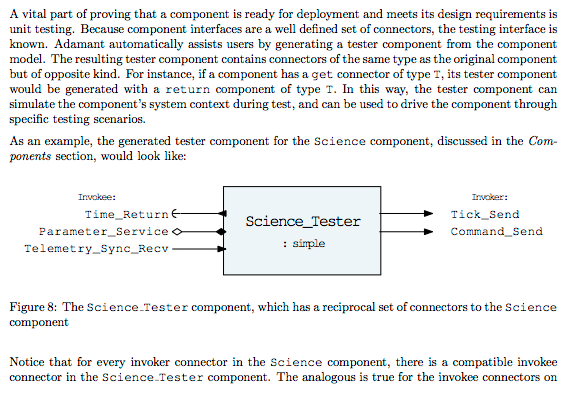 A vital part of proving that a component is ready for deployment and meets its design requirements is
unit testing. Because component interfaces are a well defined set of connectors, the testing interface is
known. Adamant automatically assists users by generating a tester component from the component
model. The resulting tester component contains connectors of the same type as the original component
but of opposite kind. For instance, if a component has a get connector of type T, its tester component
would be generated with a return component of type T. In this way, the tester component can
simulate the component's system context during test, and can be used to drive the component through
specific testing scenarios.
As an example, the generated tester component for the Science component, discussed in the Com-
ponents section, would look like:
Invokee:
Time_Return
Parameter_Service
Telemetry_Sync_Recv
Science_Tester
: simple
Invoker:
Tick_Send
Command_Send
Figure 8: The Science_Tester component, which has a reciprocal set of connectors to the Science
component
Notice that for every invoker connector in the Science component, there is a compatible invokee
connector in the Science_Tester component. The analogous is true for the invokee connectors on